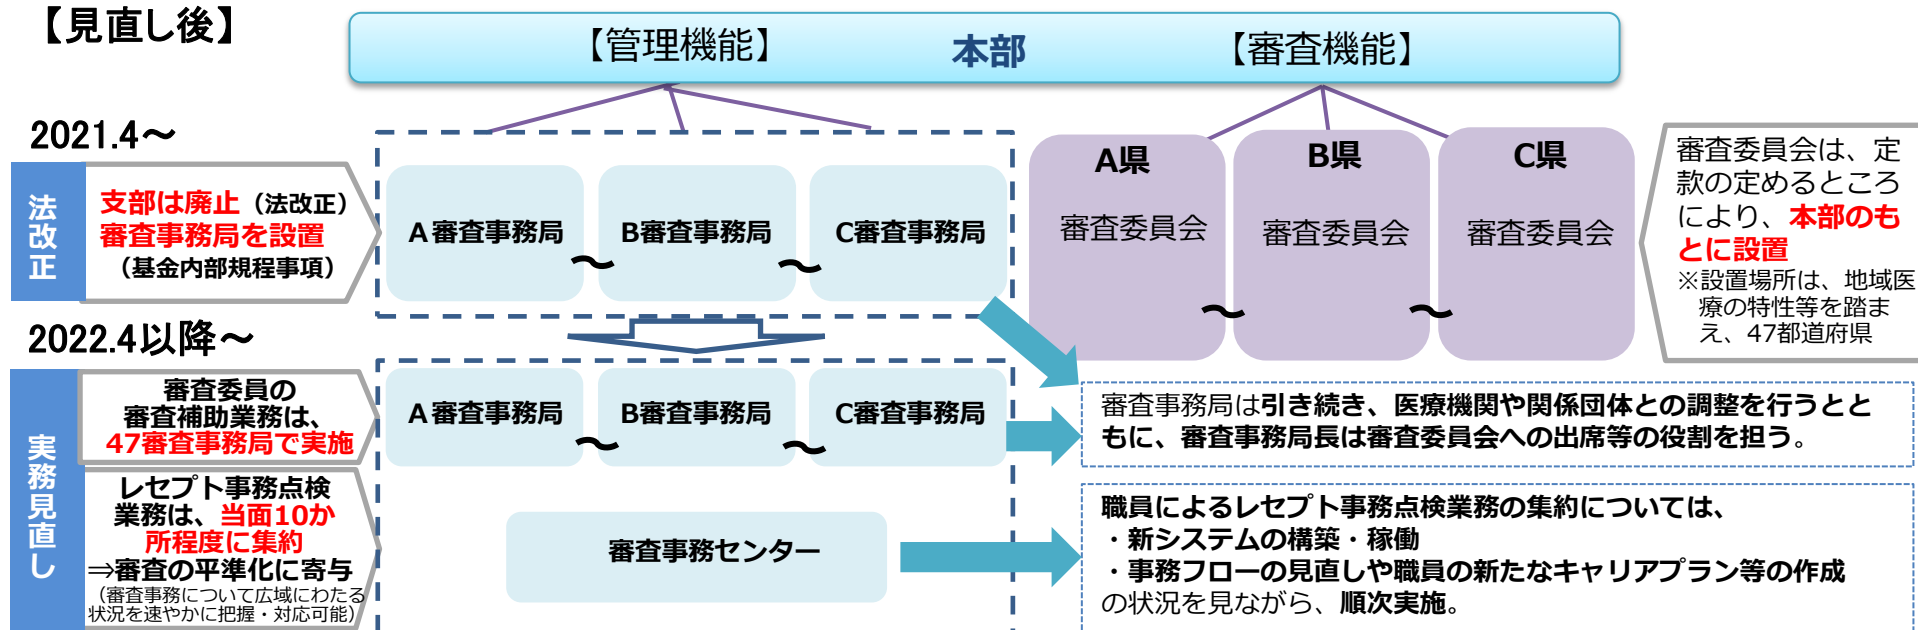 【見直し後】
【管理機能】 本部 【審査機能】
2021.4～
法改正
支部は廃止（法改正）
審査事務局を設置
（基金内部規程事項）
A審査事務局
B審査事務局
C審査事務局
～
～
A県
審査委員会
B県
審査委員会
C県
審査委員会
～
～
審査委員会は、定
款の定めるところ
により、本部のも
とに設置
※設置場所は、地域医
療の特性等を踏ま
え、47都道府県
2022.4以降～
実務見直し
審査委員の
審査補助業務は、
47審査事務局で実施
レセプト事務点検
業務は、当面10か
所程度に集約
⇒審査の平準化に寄与
（審査事務について広域にわたる
状況を速やかに把握・対応可能）
A審査事務局
B審査事務局
C審査事務局
～
～
審査事務センター
審査事務局は引き続き、医療機関や関係団体との調整を行うとと
もに、審査事務局長は審査委員会への出席等の役割を担う。
職員によるレセプト事務点検業務の集約については、
・新システムの構築・稼働
・事務フローの見直しや職員の新たなキャリアプラン等の作成
の状況を見ながら、順次実施。